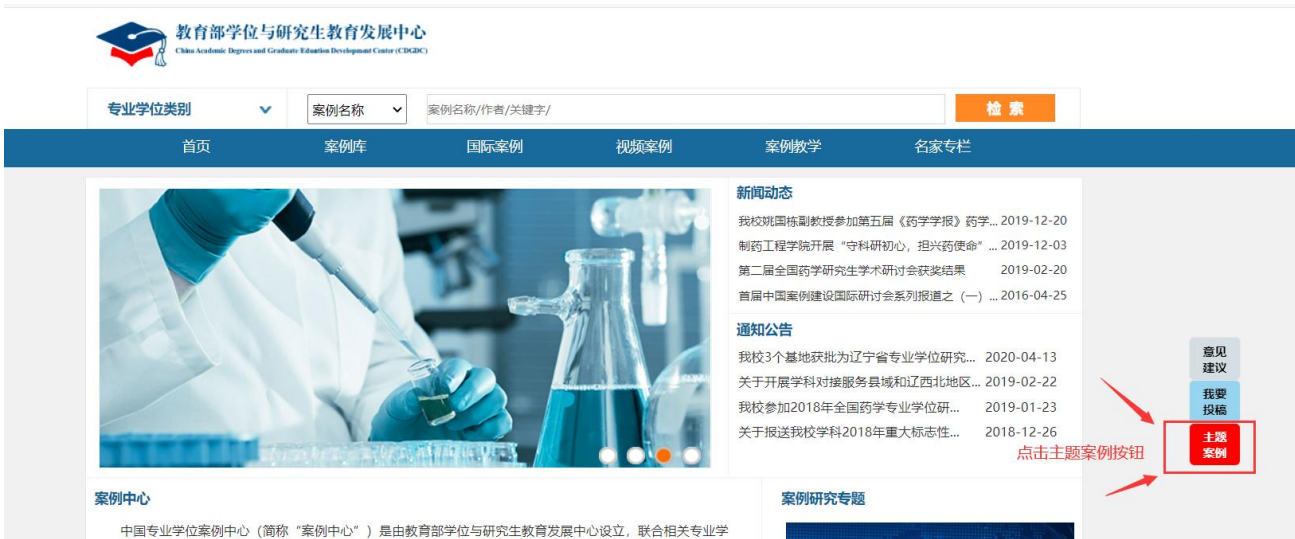 教育部学位与研究生教育发展中心
China Academic Degrees and Graduate Eduation Development Center (CDGDC)
专业学位类别
案例名称
案例名称/作者/关键字/
检 索
首页 案例库 国际案例 视频案例 案例教学 名家专栏
新闻动态
我校姚国栋副教授参加第五届《药学学报》药学... 2019-12-20
制药工程学院开展“守科研初心，担兴药使命” ... 2019-12-03
第二届全国药学研究生学术研讨会获奖结果 2019-02-20
首届中国案例建设国际研讨会系列报道之（一） ... 2016-04-25
通知公告
我校3个基地获批为辽宁省专业学位研究... 2020-04-13
关于开展学科对接服务县域和辽西北地区... 2019-02-22
我校参加2018年全国药学专业学位研... 2019-01-23
关于报送我校学科2018年重大标志性... 2018-12-26
意见
建议
我要
投稿
主题
案例
点击主题案例按钮
案例中心
中国专业学位案例中心（简称“案例中心”）是由教育部学位与研究生教育发展中心设立，联合相关专业学
案例研究专题